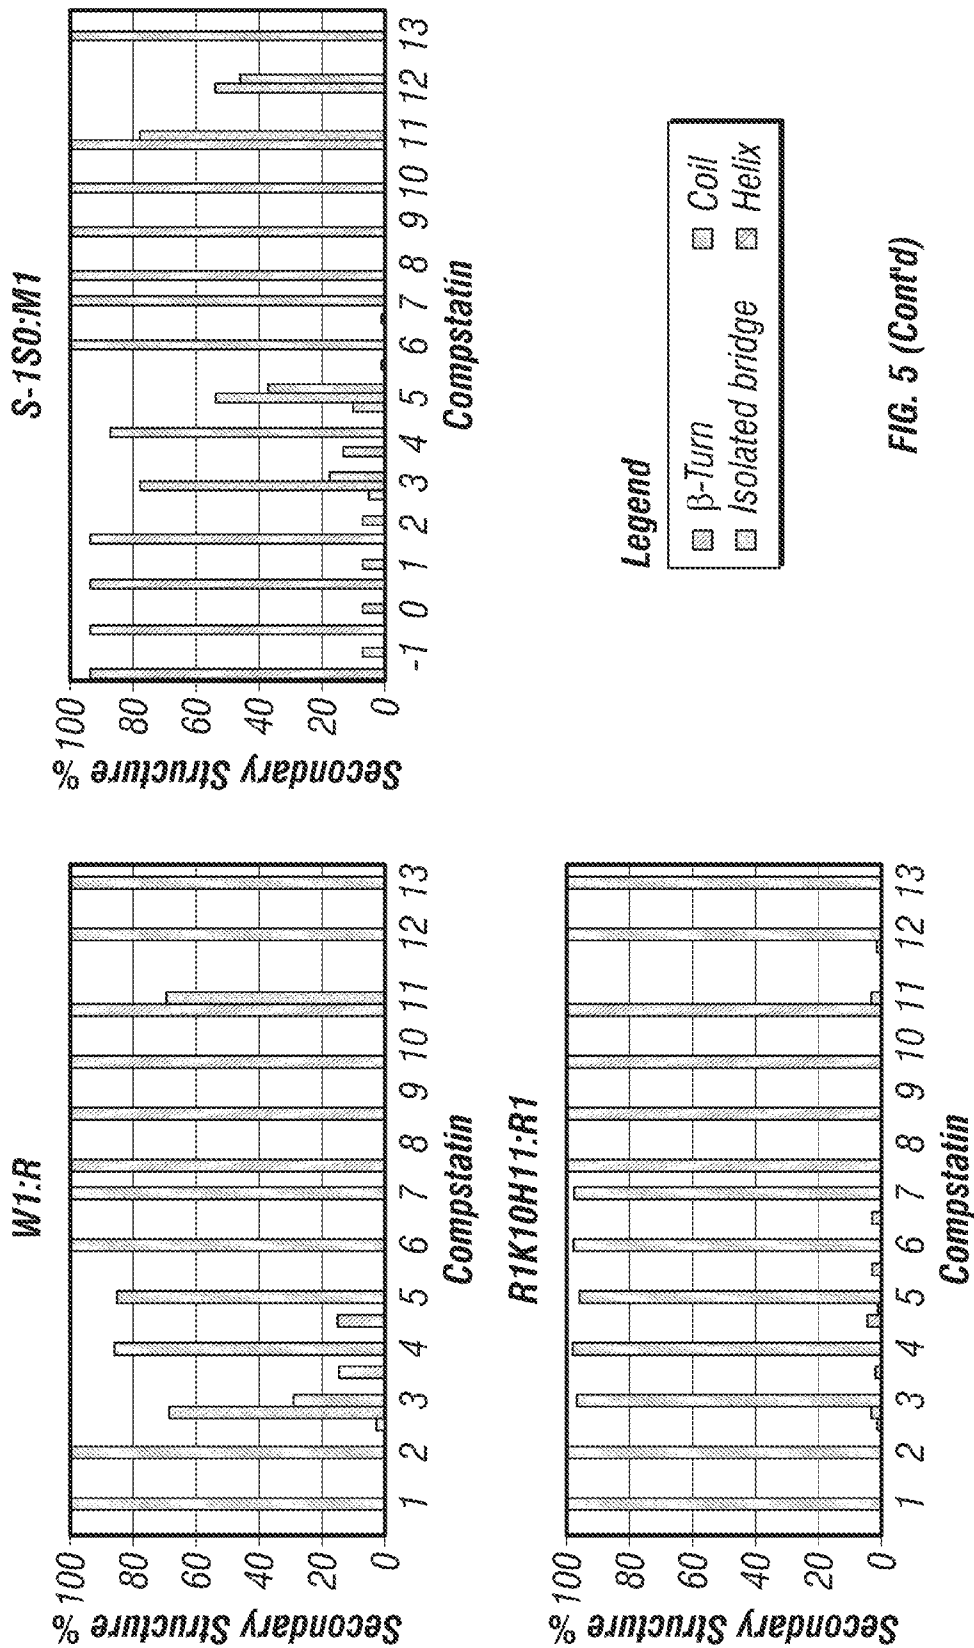 W1:R
Secondary Structure %
100
80
60
40
20
0
1 2 3 4 5 6 7 8 9 10 11 12 13
Compstatin
S-1S0:M1
Secondary Structure %
100
80
60
40
20
0
-1 0 1 2 3 4 5 6 7 8 9 10 11 12 13
Compstatin
R1K10H11:R1
Secondary Structure %
100
80
60
40
20
0
1 2 3 4 5 6 7 8 9 10 11 12 13
Compstatin
Legend
β-Turn Coil
Isolated bridge Helix
FIG. 5 (Cont'd)